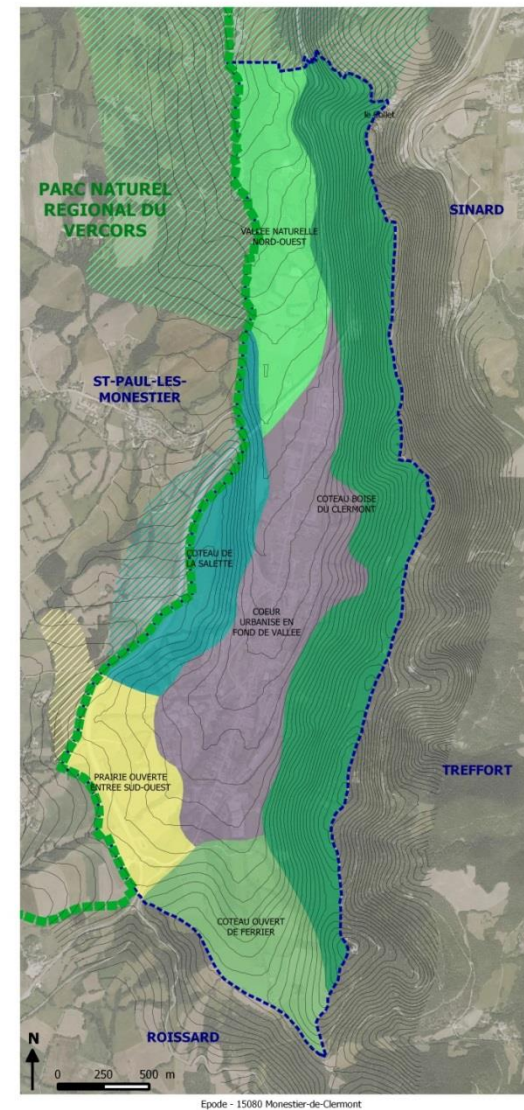 le Collet
PARC NATUREL
REGIONAL DU
VERCORS
SINARD
VALLEE NATURELLE
NORD-OUEST
ST-PAUL-LES-
MONESTIER
COTEAU BOISE
DU CLERMONT
COTEAU DE
LA SALETTE
COEUR
URBANISE EN
FOND DE VALLEE
TREFFORT
PRAIRIE OUVERTE
ENTREE SUD-OUEST
COTEAU OUVERT
DE FERRIER
ROISSARD
N
0 250 500 m
Epode - 15080 Monestier-de-Clermont